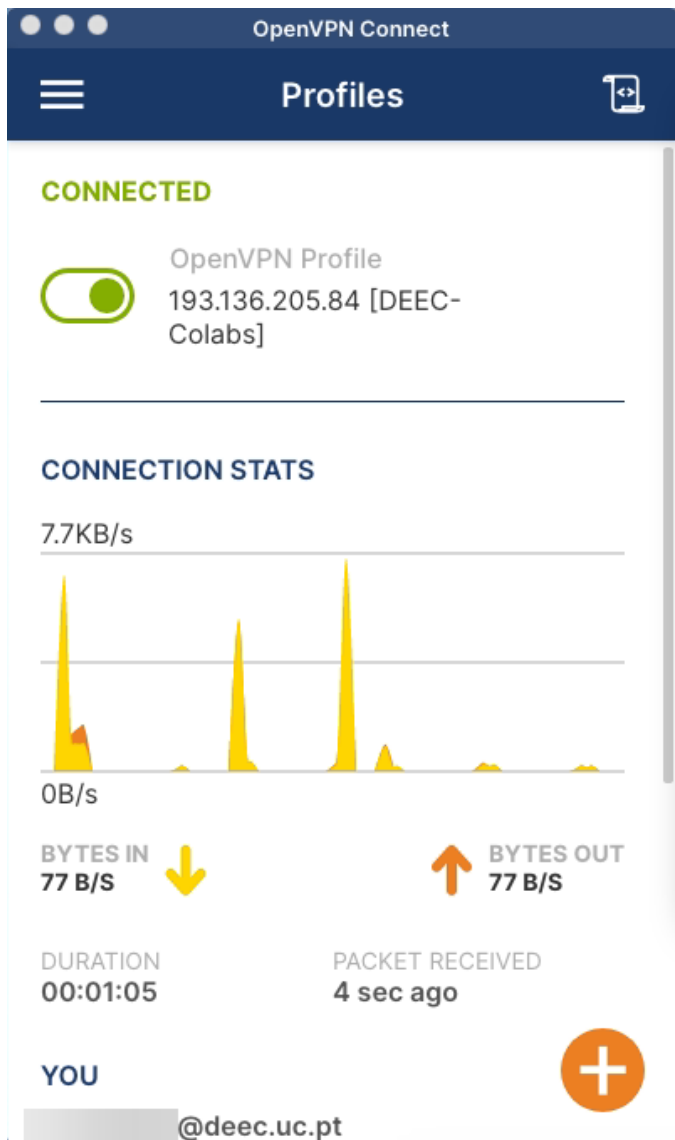 OpenVPN Connect
Profiles
CONNECTED
OpenVPN Profile
193.136.205.84 [DEEC-
Colabs]
CONNECTION STATS
7.7KB/s
0B/s
BYTES IN
77 B/S
BYTES OUT
77 B/S
DURATION
00:01:05
PACKET RECEIVED
4 sec ago
YOU
@deec.uc.pt